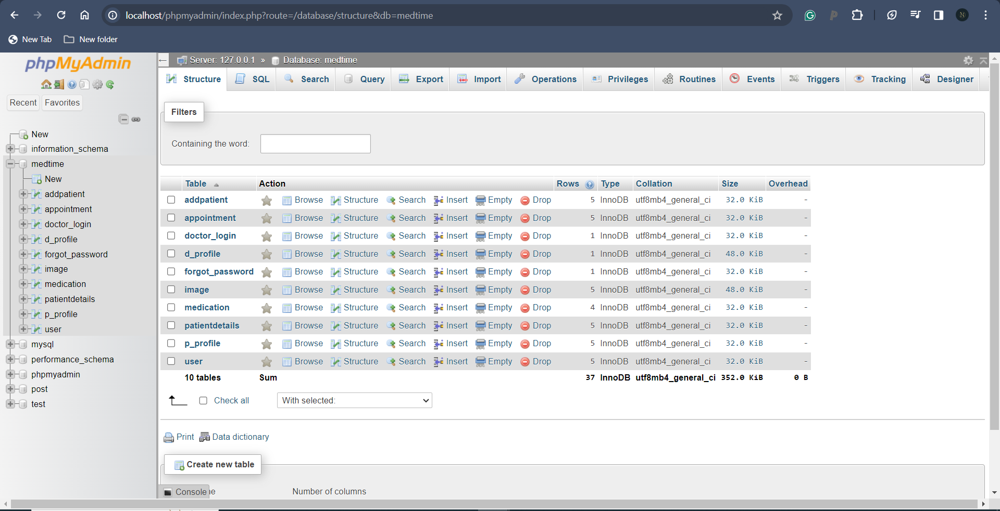 localhost/phpmyadmin/index.php?route=/database/structure&db=medtime
New Tab
New folder
phpMyAdmin
Recent
Favorites
New
information_schema
medtime
New
addpatient
appointment
doctor_login
d_profile
forgot_password
image
medication
patientdetails
p_profile
user
mysql
performance_schema
phpmyadmin
post
test
Server: 127.0.0.1 » Database: medtime
Structure SQL Search Query Export Import Operations Privileges Routines Events Triggers Tracking Designer
Filters
Containing the word:
Table Action Rows Type Collation Size Overhead
addpatient Browse Structure Search Insert Empty Drop 5 InnoDB utf8mb4_general_ci 32.0 KiB -
appointment Browse Structure Search Insert Empty Drop 5 InnoDB utf8mb4_general_ci 32.0 KiB -
doctor_login Browse Structure Search Insert Empty Drop 1 InnoDB utf8mb4_general_ci 32.0 KiB -
d_profile Browse Structure Search Insert Empty Drop 1 InnoDB utf8mb4_general_ci 48.0 KiB -
forgot_password Browse Structure Search Insert Empty Drop 1 InnoDB utf8mb4_general_ci 32.0 KiB -
image Browse Structure Search Insert Empty Drop 5 InnoDB utf8mb4_general_ci 48.0 KiB -
medication Browse Structure Search Insert Empty Drop 4 InnoDB utf8mb4_general_ci 32.0 KiB -
patientdetails Browse Structure Search Insert Empty Drop 5 InnoDB utf8mb4_general_ci 32.0 KiB -
p_profile Browse Structure Search Insert Empty Drop 5 InnoDB utf8mb4_general_ci 32.0 KiB -
user Browse Structure Search Insert Empty Drop 5 InnoDB utf8mb4_general_ci 32.0 KiB -
10 tables Sum 37 InnoDB utf8mb4_general_ci 352.0 KiB 0 B
Check all With selected:
Print Data dictionary
Create new table
Console Number of columns